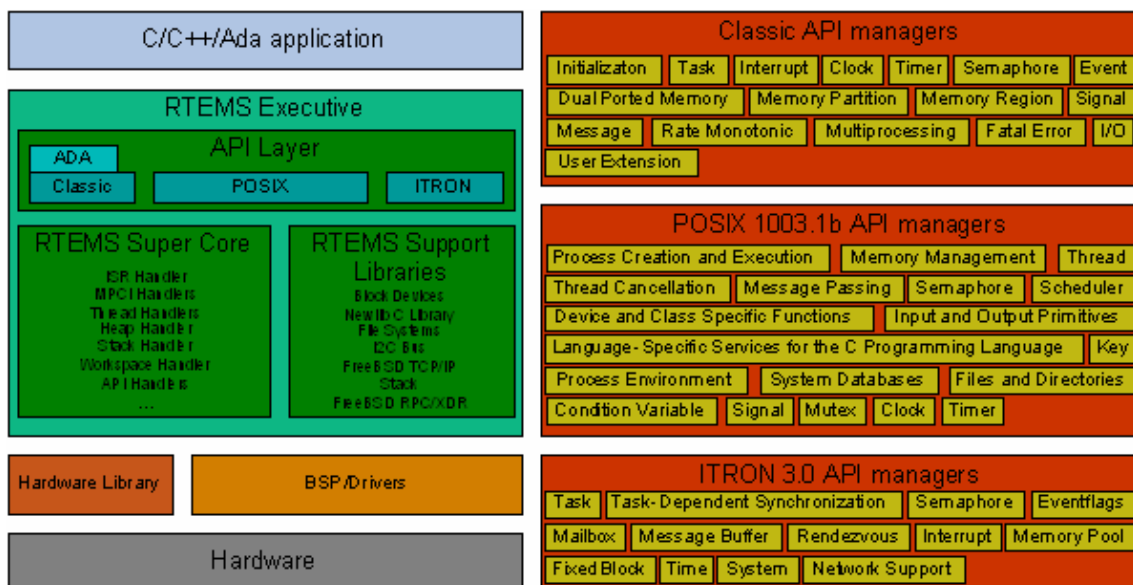 C/C++/Ada application
RTEMS Executive
API Layer
ADA
Classic POSIX ITRON
RTEMS Super Core
ISR Handler
MPCI Handlers
Thread Handlers
Heap Handler
Stack Handler
Workspace Handler
API Handlers
...
RTEMS Support
Libraries
Block Devices
Newlib C Library
File Systems
I2C Bus
FreeBSD TCP/IP
Stack
FreeBSD RPC/XDR
Hardware Library BSP/Drivers
Hardware
Classic API managers
Initializaton Task Interrupt Clock Timer Semaphore Event
Dual Ported Memory Memory Partition Memory Region Signal
Message Rate Monotonic Multiprocessing Fatal Error I/O
User Extension
POSIX 1003.1b API managers
Process Creation and Execution Memory Management Thread
Thread Cancellation Message Passing Semaphore Scheduler
Device and Class Specific Functions Input and Output Primitives
Language-Specific Services for the C Programming Language Key
Process Environment System Databases Files and Directories
Condition Variable Signal Mutex Clock Timer
ITRON 3.0 API managers
Task Task-Dependent Synchronization Semaphore Eventflags
Mailbox Message Buffer Rendezvous Interrupt Memory Pool
Fixed Block Time System Network Support